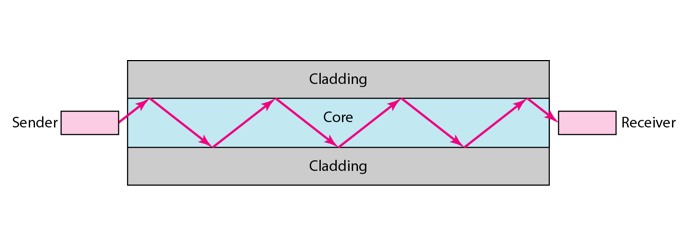 Cladding
Sender
Core
Receiver
Cladding